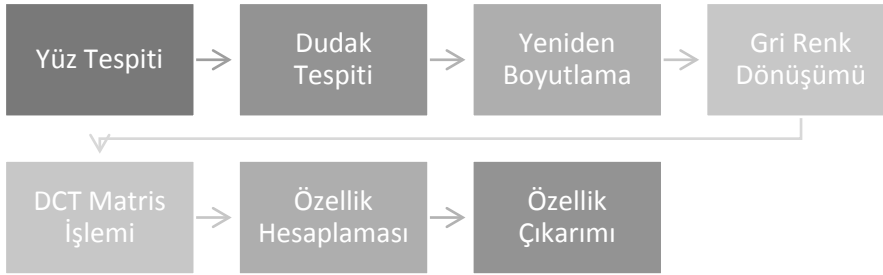 Yüz Tespiti
Dudak
Tespiti
Yeniden
Boyutlama
Gri Renk
Dönüşümü
DCT Matris
İşlemi
Özellik
Hesaplaması
Özellik
Çıkarımı